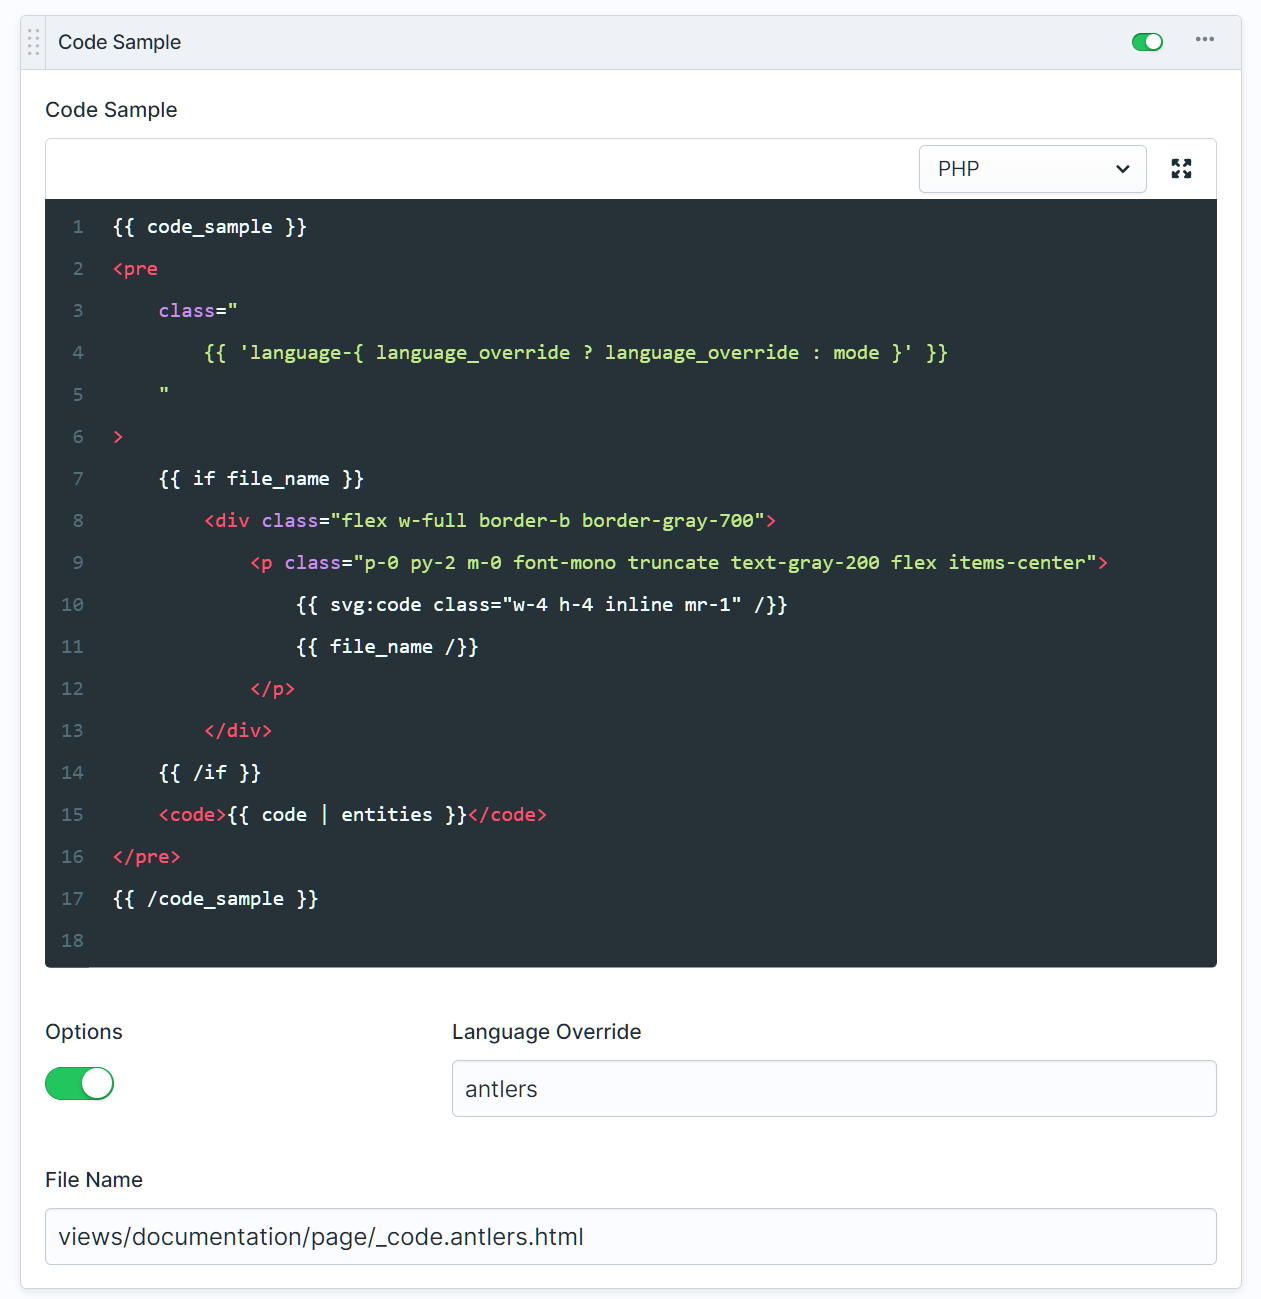 Code Sample
Code Sample
PHP
1 {{ code_sample }}
2 <pre
3     class="
4         {{ 'language-{ language_override ? language_override : mode }' }}
5     "
6 >
7     {{ if file_name }}
8         <div class="flex w-full border-b border-gray-700">
9             <p class="p-0 py-2 m-0 font-mono truncate text-gray-200 flex items-center">
10                 {{ svg:code class="w-4 h-4 inline mr-1" /}}
11                 {{ file_name /}}
12             </p>
13         </div>
14     {{ /if }}
15     <code>{{ code | entities }}</code>
16 </pre>
17 {{ /code_sample }}
18
Options
Language Override
antlers
File Name
views/documentation/page/_code.antlers.html